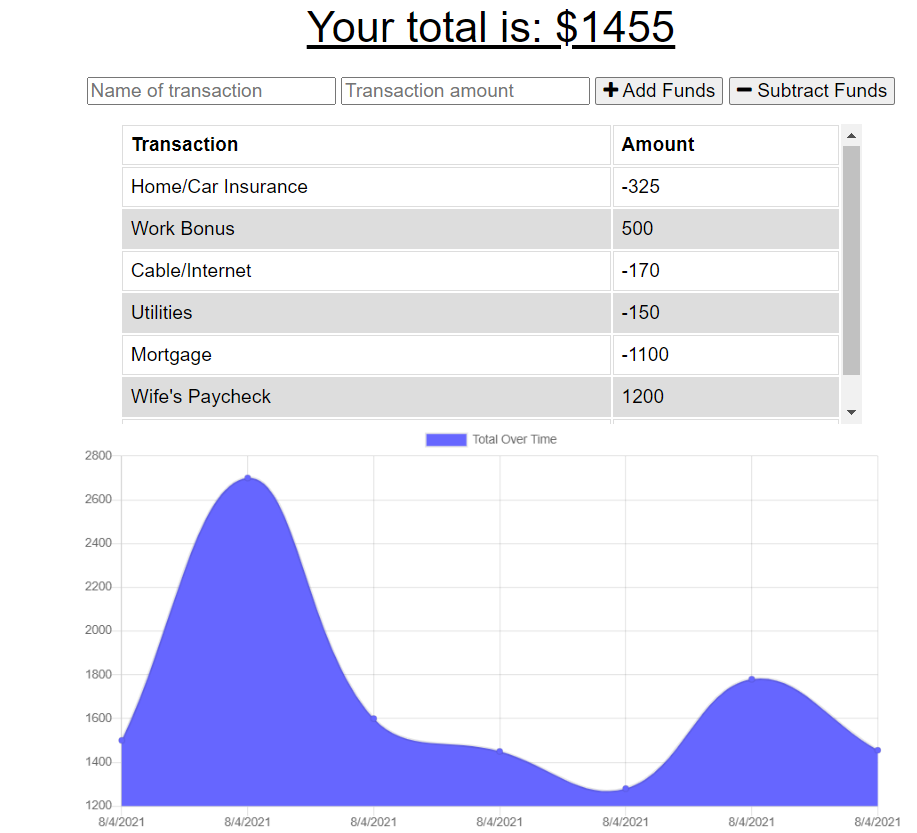 Your total is: $1455
Name of transaction Transaction amount + Add Funds − Subtract Funds
Transaction Amount
Home/Car Insurance -325
Work Bonus 500
Cable/Internet -170
Utilities -150
Mortgage -1100
Wife's Paycheck 1200
Total Over Time
2800
2600
2400
2200
2000
1800
1600
1400
1200
8/4/2021 8/4/2021 8/4/2021 8/4/2021 8/4/2021 8/4/2021 8/4/2021